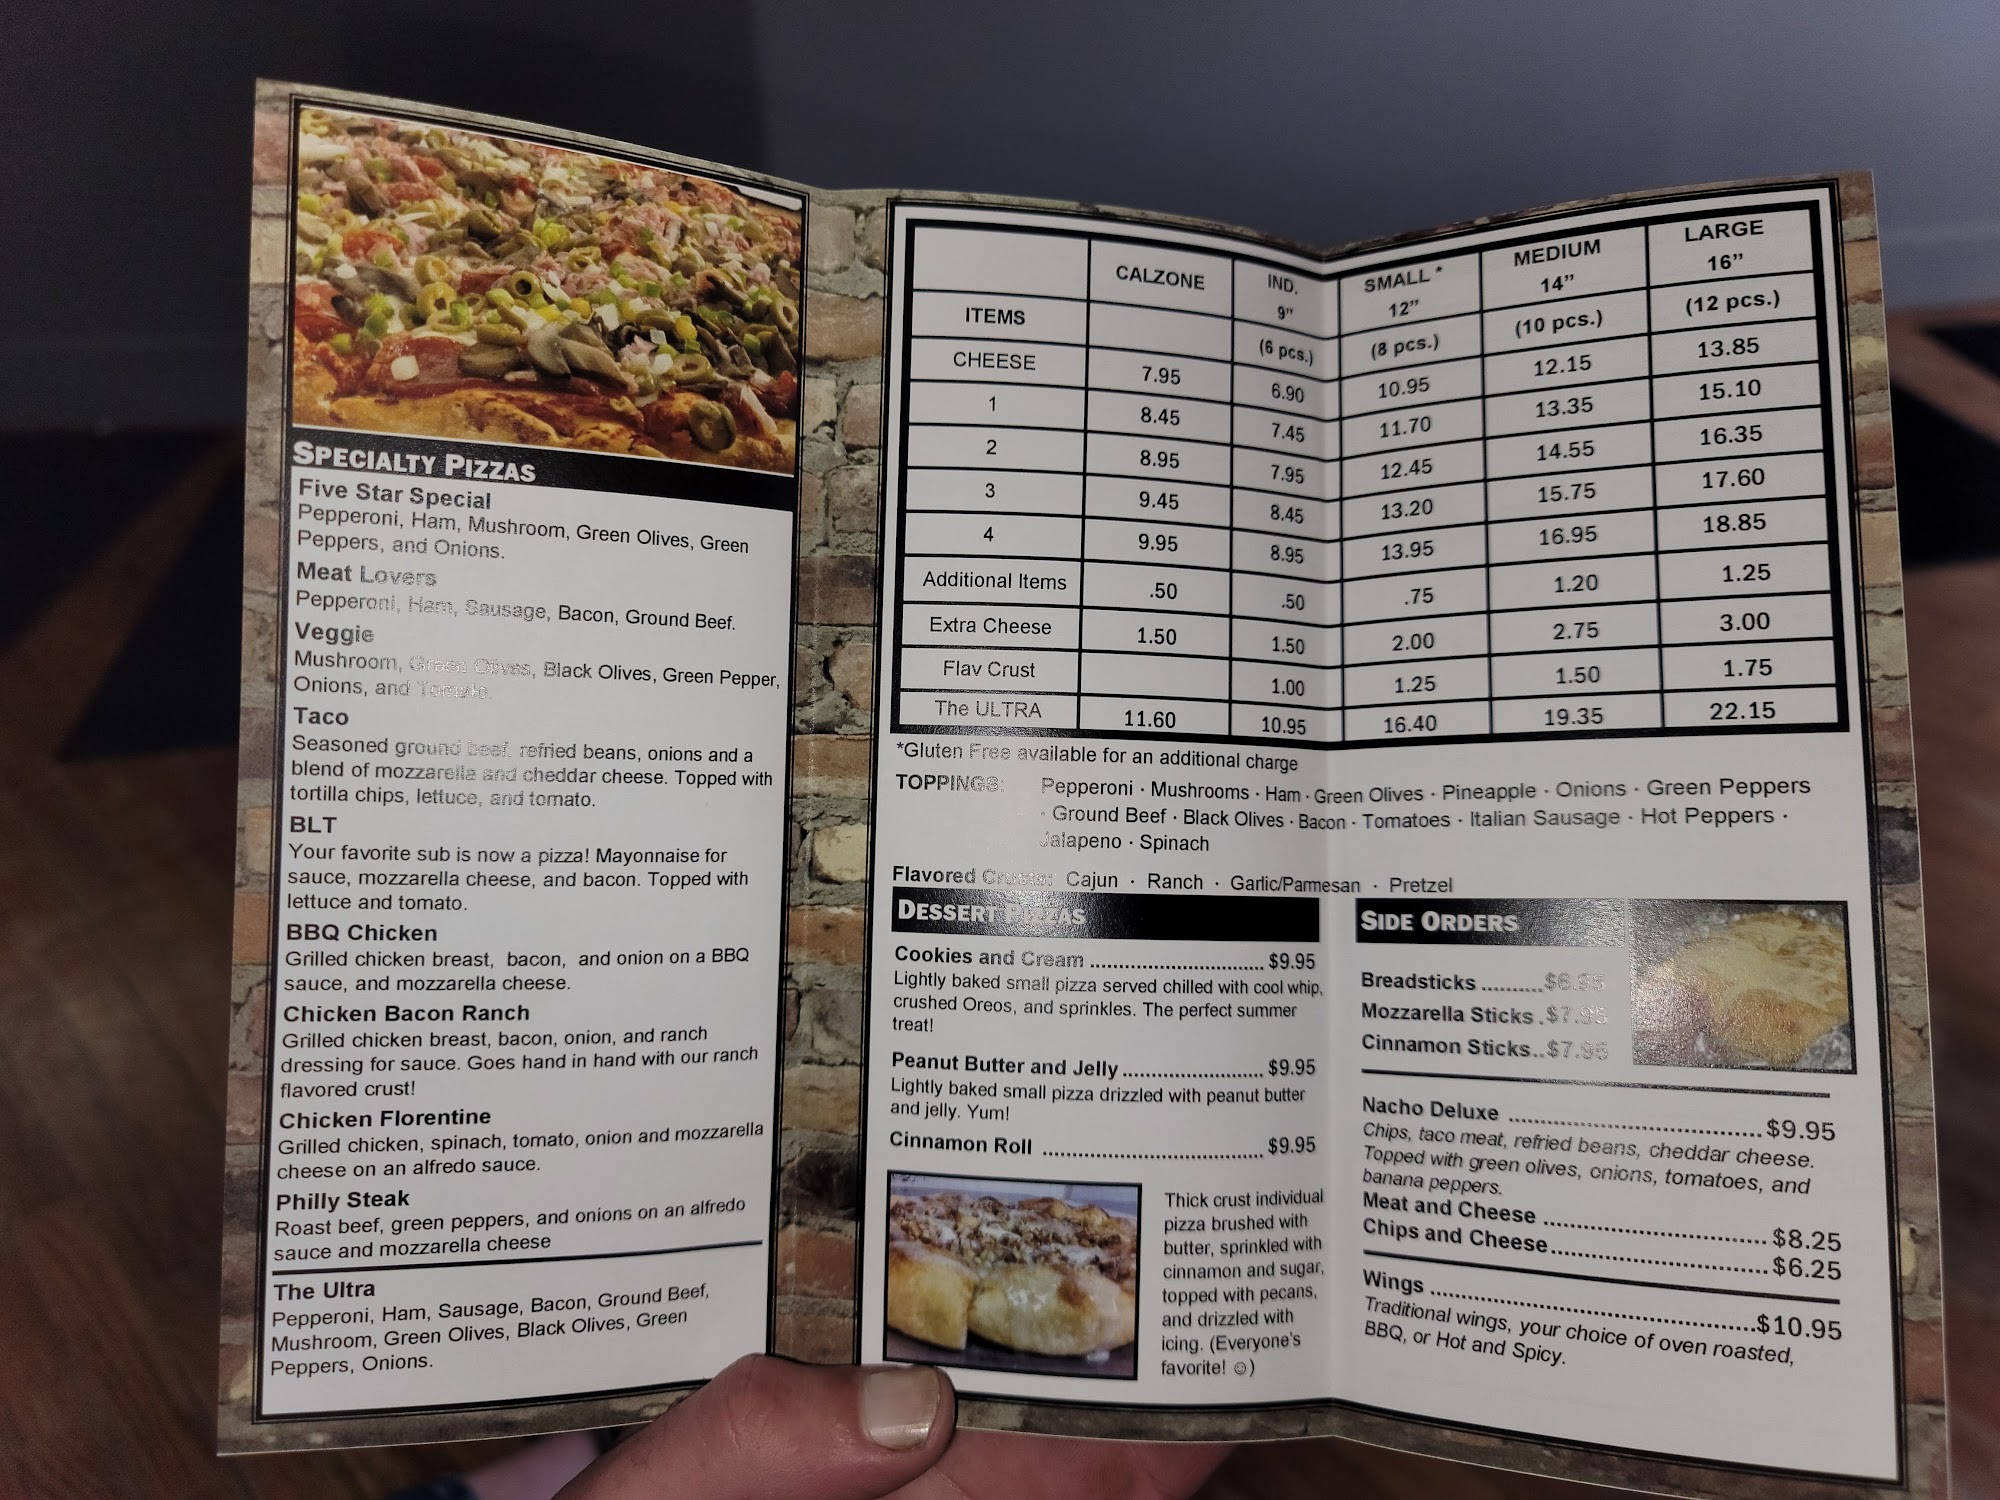 SPECIALTY PIZZAS
Five Star Special
Pepperoni, Ham, Mushroom, Green Olives, Green
Peppers, and Onions.
Meat Lovers
Pepperoni, Ham, Sausage, Bacon, Ground Beef.
Veggie
Mushroom, Green Olives, Black Olives, Green Pepper,
Onions, and Tomato.
Taco
Seasoned ground beef, refried beans, onions and a
blend of mozzarella and cheddar cheese. Topped with
tortilla chips, lettuce, and tomato.
BLT
Your favorite sub is now a pizza! Mayonnaise for
sauce, mozzarella cheese, and bacon. Topped with
lettuce and tomato.
BBQ Chicken
Grilled chicken breast, bacon, and onion on a BBQ
sauce, and mozzarella cheese.
Chicken Bacon Ranch
Grilled chicken breast, bacon, onion, and ranch
dressing for sauce. Goes hand in hand with our ranch
flavored crust!
Chicken Florentine
Grilled chicken, spinach, tomato, onion and mozzarella
cheese on an alfredo sauce.
Philly Steak
Roast beef, green peppers, and onions on an alfredo
sauce and mozzarella cheese
The Ultra
Pepperoni, Ham, Sausage, Bacon, Ground Beef,
Mushroom, Green Olives, Black Olives, Green
Peppers, Onions.
CALZONE IND. SMALL * MEDIUM LARGE
9" 12" 14" 16"
ITEMS (6 pcs.) (8 pcs.) (10 pcs.) (12 pcs.)
CHEESE 7.95 6.90 10.95 12.15 13.85
1 8.45 7.45 11.70 13.35 15.10
2 8.95 7.95 12.45 14.55 16.35
3 9.45 8.45 13.20 15.75 17.60
4 9.95 8.95 13.95 16.95 18.85
Additional Items .50 .50 .75 1.20 1.25
Extra Cheese 1.50 1.50 2.00 2.75 3.00
Flav Crust 1.00 1.25 1.50 1.75
The ULTRA 11.60 10.95 16.40 19.35 22.15
*Gluten Free available for an additional charge
TOPPINGS: Pepperoni · Mushrooms · Ham · Green Olives · Pineapple · Onions · Green Peppers
· Ground Beef · Black Olives · Bacon · Tomatoes · Italian Sausage · Hot Peppers ·
Jalapeno · Spinach
Flavored Crusts: Cajun · Ranch · Garlic/Parmesan · Pretzel
DESSERT PIZZAS
Cookies and Cream ........................... $9.95
Lightly baked small pizza served chilled with cool whip,
crushed Oreos, and sprinkles. The perfect summer
treat!
Peanut Butter and Jelly ...................... $9.95
Lightly baked small pizza drizzled with peanut butter
and jelly. Yum!
Cinnamon Roll .................................. $9.95
Thick crust individual
pizza brushed with
butter, sprinkled with
cinnamon and sugar,
topped with pecans,
and drizzled with
icing. (Everyone's
favorite! ☺)
SIDE ORDERS
Breadsticks .......... $6.95
Mozzarella Sticks . $7.95
Cinnamon Sticks.. $7.95
Nacho Deluxe ....................................... $9.95
Chips, taco meat, refried beans, cheddar cheese.
Topped with green olives, onions, tomatoes, and
banana peppers.
Meat and Cheese .................................. $8.25
Chips and Cheese................................. $6.25
Wings ................................................ $10.95
Traditional wings, your choice of oven roasted,
BBQ, or Hot and Spicy.